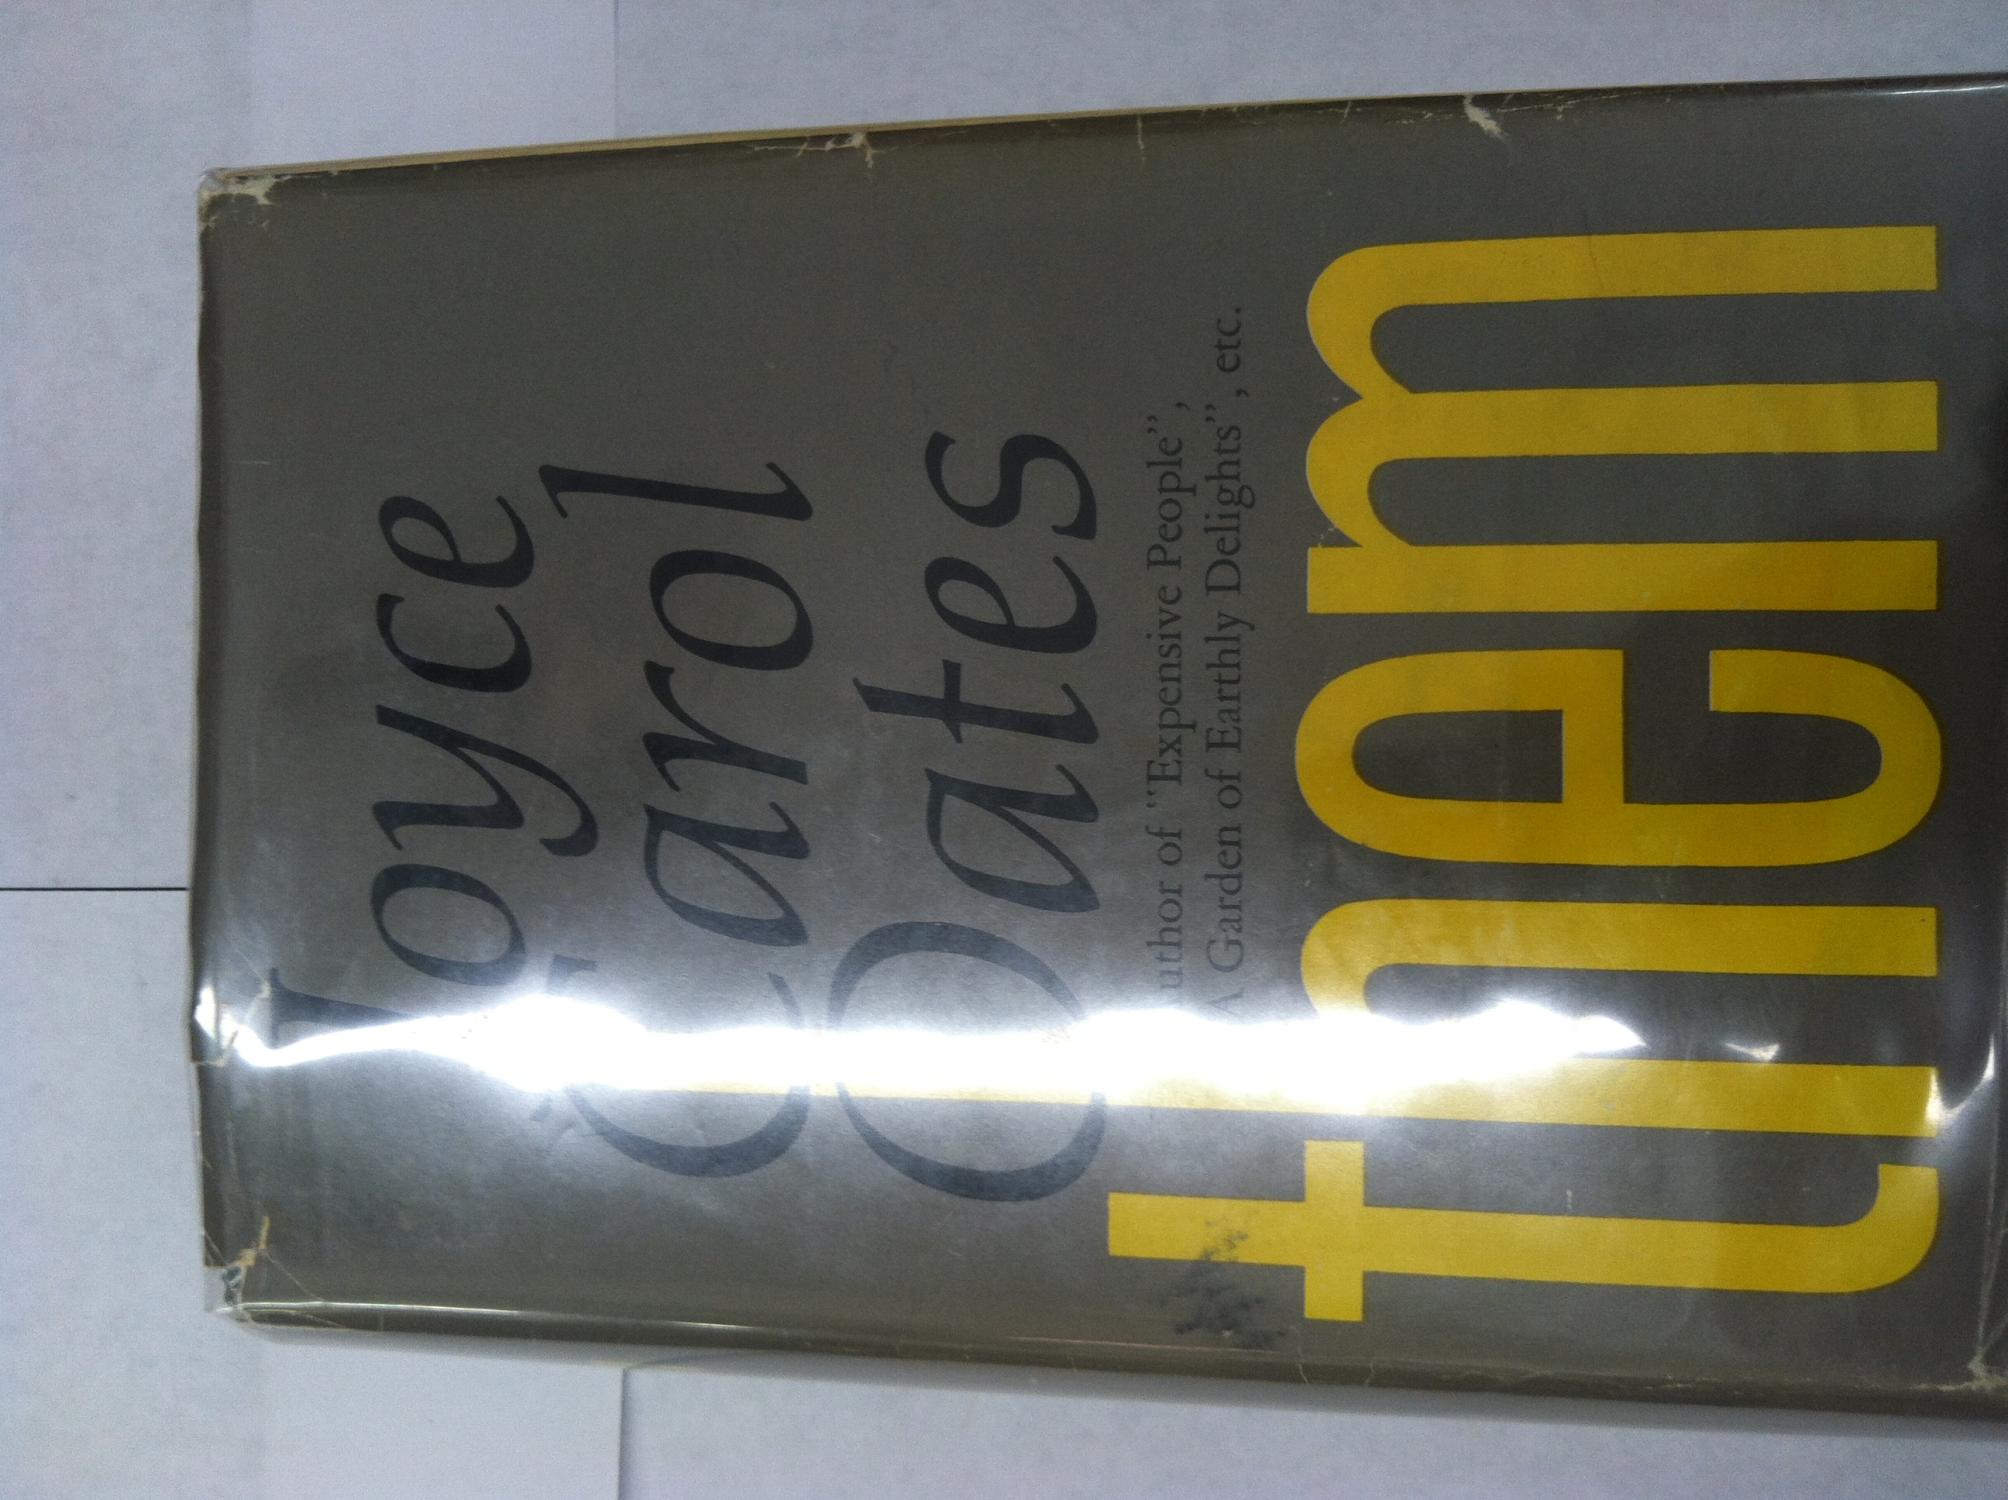 Joyce
Carol
Oates
Author of "Expensive People",
A Garden of Earthly Delights", etc.
them